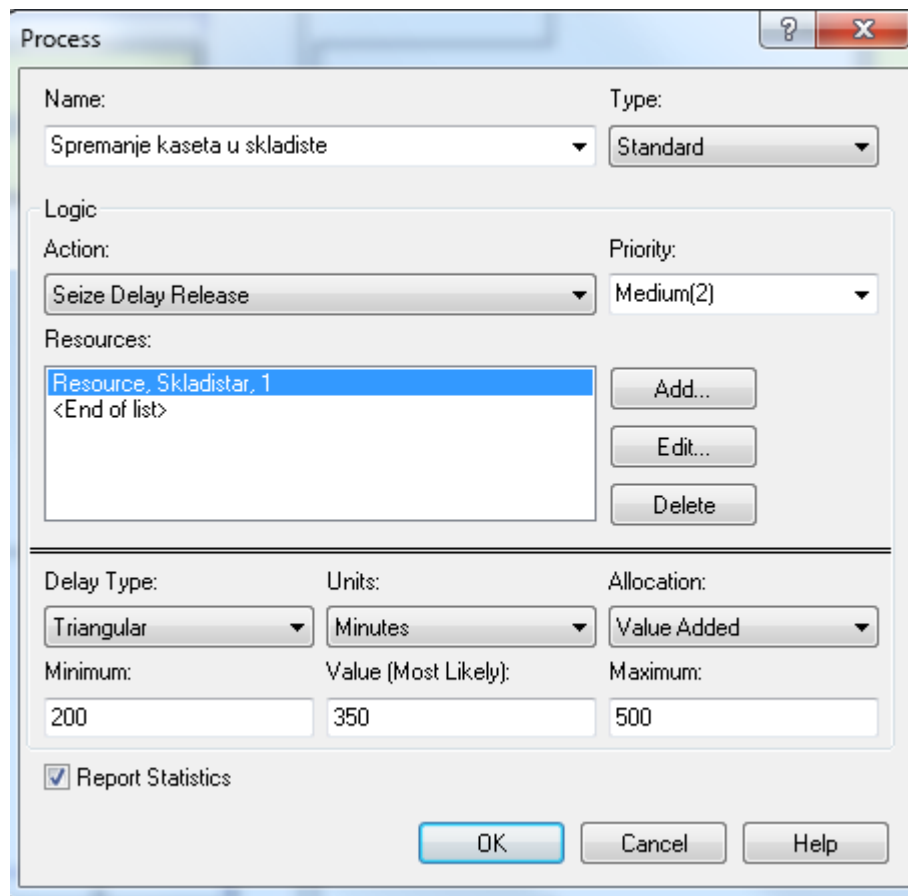 Process
Name: Type:
Spremanje kaseta u skladiste Standard
Logic
Action: Priority:
Seize Delay Release Medium(2)
Resources:
Resource, Skladistar, 1
<End of list>
Add...
Edit...
Delete
Delay Type: Units: Allocation:
Triangular Minutes Value Added
Minimum: Value (Most Likely): Maximum:
200 350 500
Report Statistics
OK Cancel Help